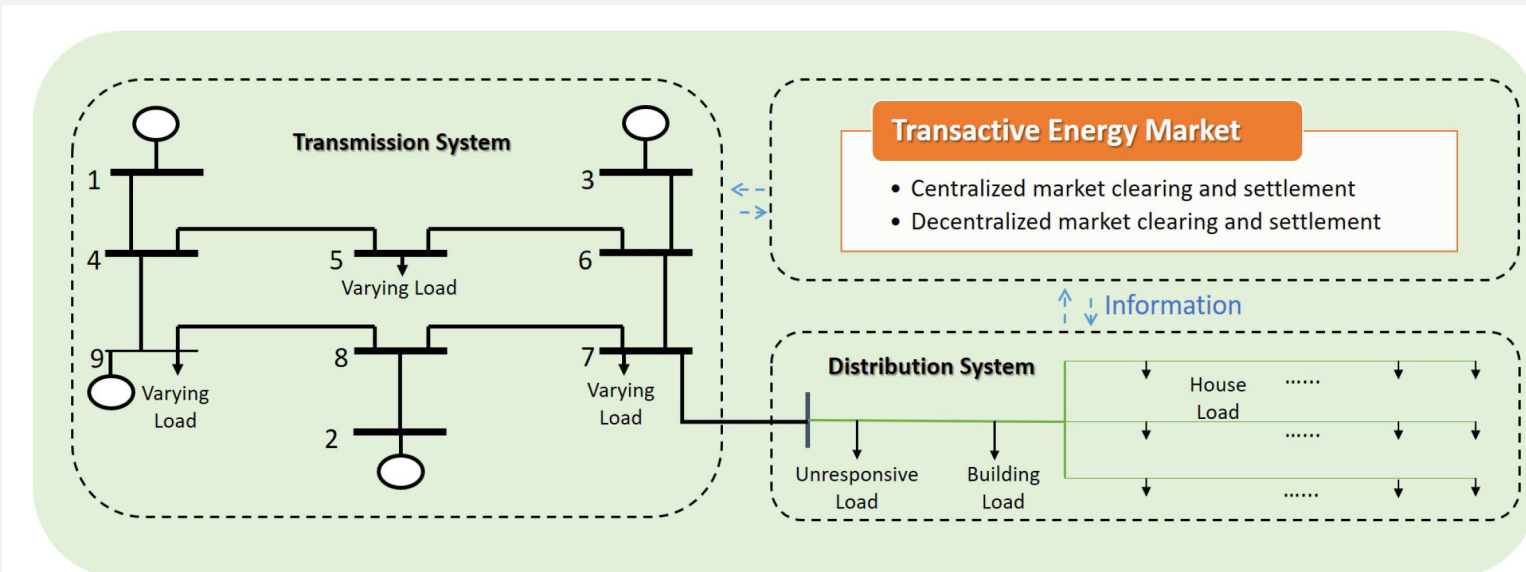 Transmission System
1
3
4
5
6
Varying Load
9
8
7
Varying
Load
Varying
Load
2
Transactive Energy Market
• Centralized market clearing and settlement
• Decentralized market clearing and settlement
Information
Distribution System
House
Load
......
......
......
Unresponsive
Load
Building
Load